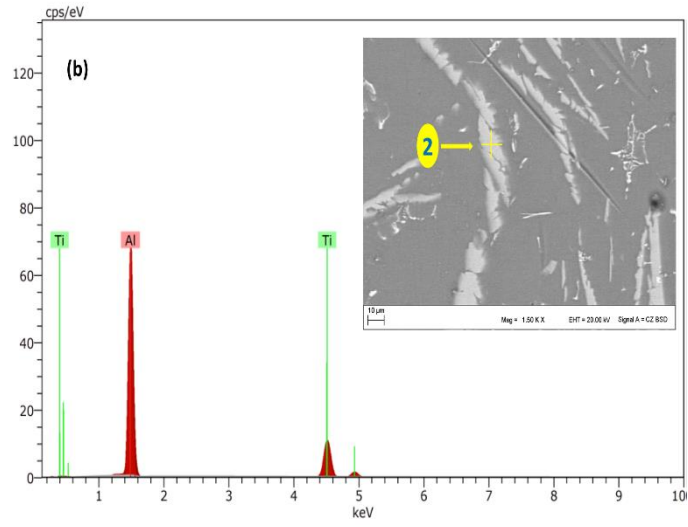 cps/eV
(b)
120
100
80
60
40
20
0
Ti
Al
Ti
1
2
3
4
5
6
7
8
9
10
keV
2
10 µm
Mag = 1.50 K X
EHT = 20.00 kV
Signal A = CZ BSD